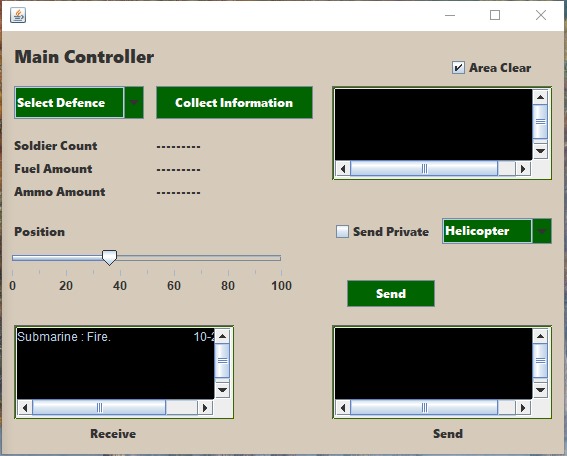 Main Controller
Area Clear
Select Defence
Collect Information
Soldier Count ---------
Fuel Amount ---------
Ammo Amount ---------
Position
Send Private
Helicopter
0 20 40 60 80 100
Send
Submarine : Fire. 10-2
Receive
Send